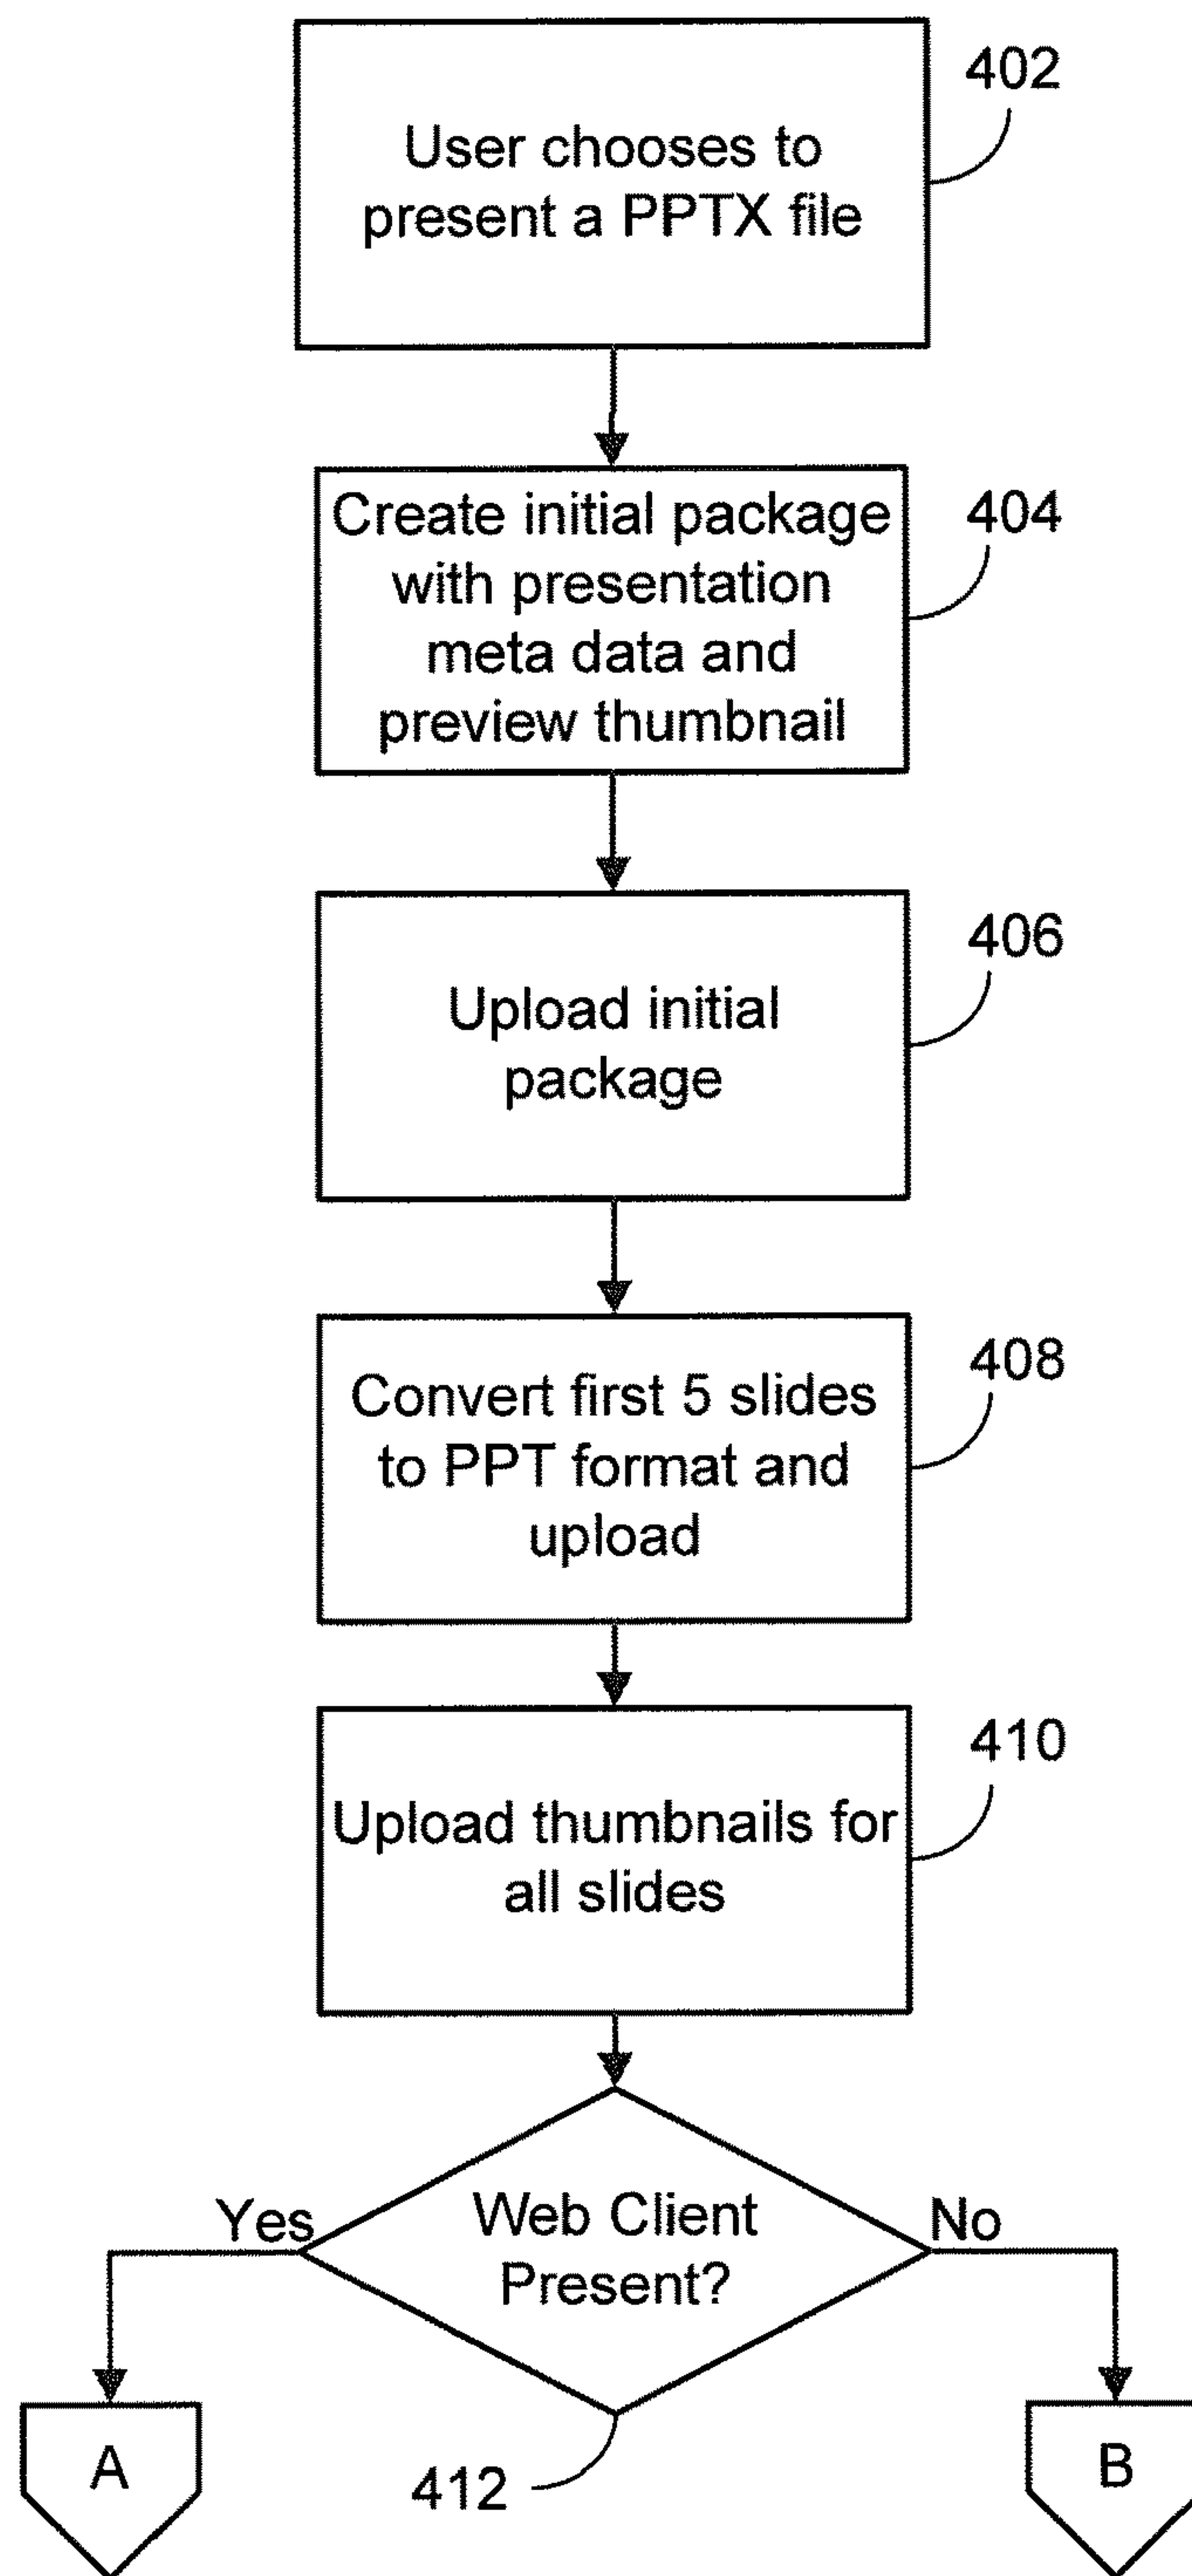 User chooses to
present a PPTX file
402
Create initial package
with presentation
meta data and
preview thumbnail
404
Upload initial
package
406
Convert first 5 slides
to PPT format and
upload
408
Upload thumbnails for
all slides
410
Yes
Web Client
Present?
No
412
A
B